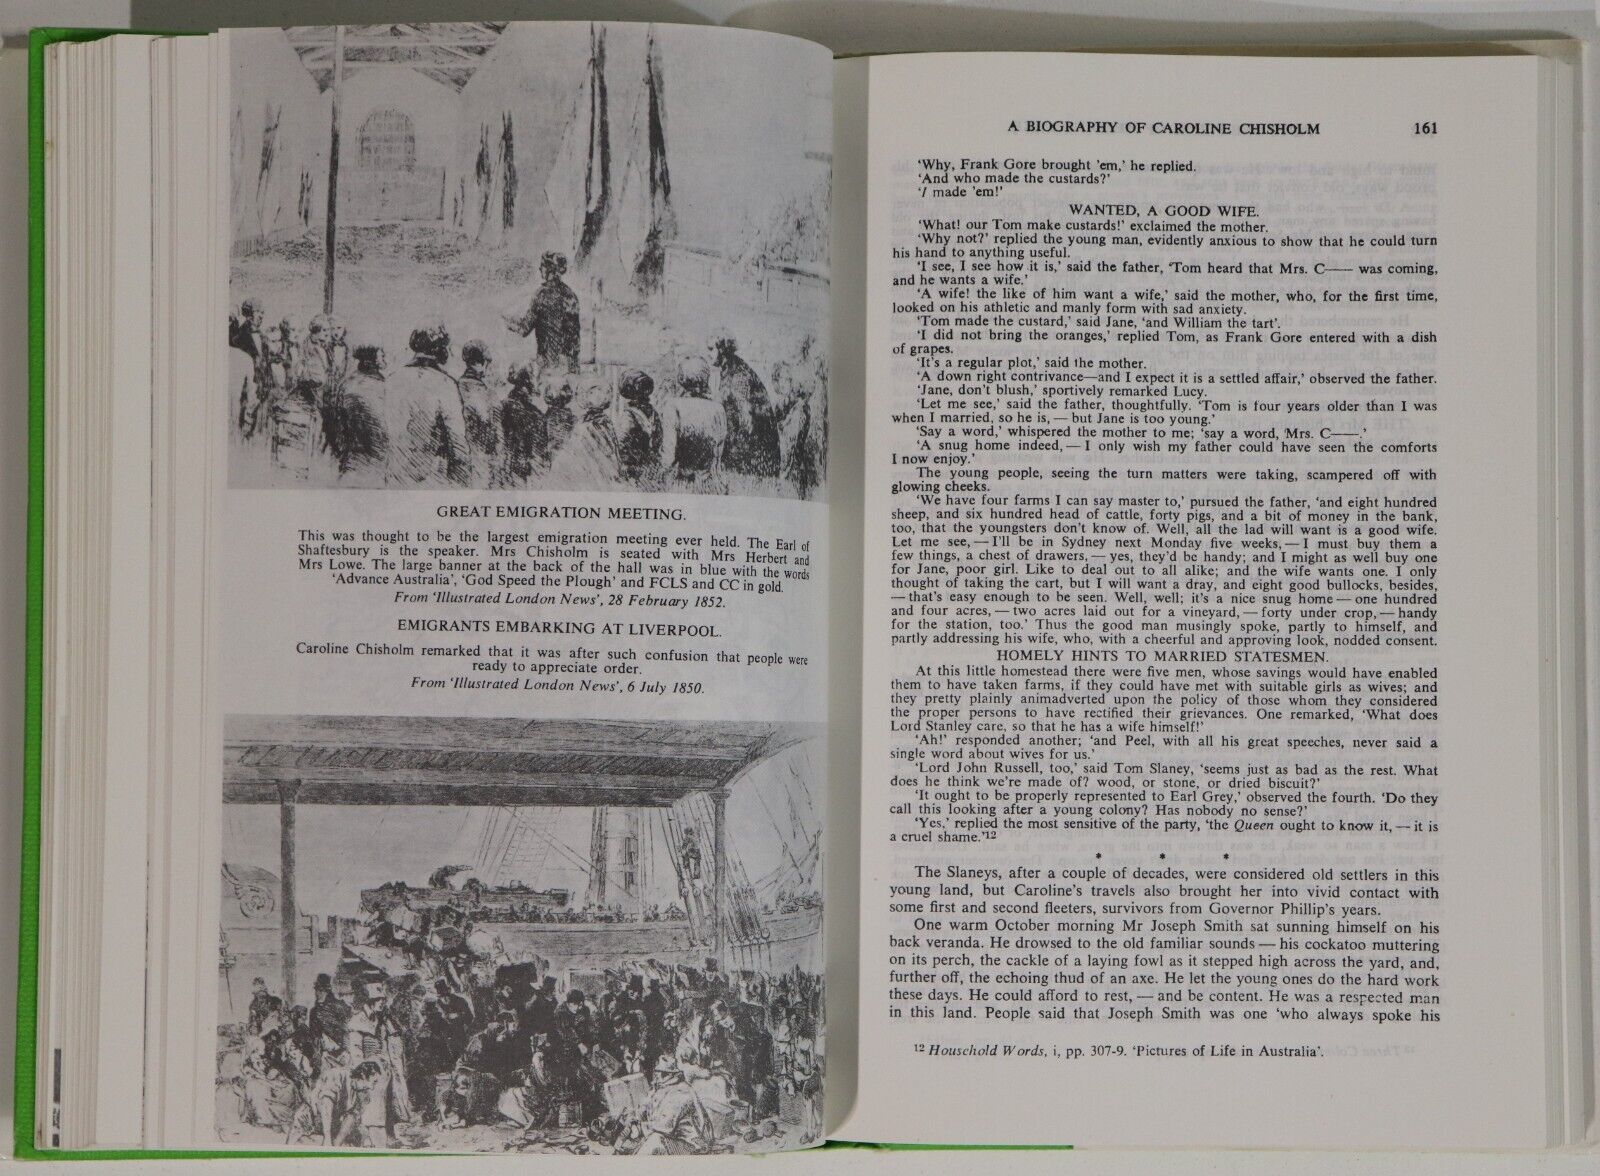 GREAT EMIGRATION MEETING.
This was thought to be the largest emigration meeting ever held. The Earl of
Shaftesbury is the speaker. Mrs Chisholm is seated with Mrs Herbert and
Mrs Lowe. The large banner at the back of the hall was in blue with the words
'Advance Australia', 'God Speed the Plough' and FCLS and CC in gold.
From 'Illustrated London News', 28 February 1852.
EMIGRANTS EMBARKING AT LIVERPOOL.
Caroline Chisholm remarked that it was after such confusion that people were
ready to appreciate order.
From 'Illustrated London News', 6 July 1850.
A BIOGRAPHY OF CAROLINE CHISHOLM 161
'Why, Frank Gore brought 'em,' he replied.
'And who made the custards?'
'I made 'em!'
WANTED, A GOOD WIFE.
'What! our Tom make custards!' exclaimed the mother.
'Why not?' replied the young man, evidently anxious to show that he could turn
his hand to anything useful.
'I see, I see how it is,' said the father, 'Tom heard that Mrs. C—— was coming,
and he wants a wife.'
'A wife! the like of him want a wife,' said the mother, who, for the first time,
looked on his athletic and manly form with sad anxiety.
'Tom made the custard,' said Jane, 'and William the tart'.
'I did not bring the oranges,' replied Tom, as Frank Gore entered with a dish
of grapes.
'It's a regular plot,' said the mother.
'A down right contrivance—and I expect it is a settled affair,' observed the father.
'Jane, don't blush,' sportively remarked Lucy.
'Let me see,' said the father, thoughtfully. 'Tom is four years older than I was
when I married, so he is, — but Jane is too young.'
'Say a word,' whispered the mother to me; 'say a word, Mrs. C——.'
'A snug home indeed, — I only wish my father could have seen the comforts
I now enjoy.'
The young people, seeing the turn matters were taking, scampered off with
glowing cheeks.
'We have four farms I can say master to,' pursued the father, 'and eight hundred
sheep, and six hundred head of cattle, forty pigs, and a bit of money in the bank,
too, that the youngsters don't know of. Well, all the lad will want is a good wife.
Let me see, — I'll be in Sydney next Monday five weeks, — I must buy them a
few things, a chest of drawers, — yes, they'd be handy; and I might as well buy one
for Jane, poor girl. Like to deal out to all alike; and the wife wants one. I only
thought of taking the cart, but I will want a dray, and eight good bullocks, besides,
— that's easy enough to be seen. Well, well; it's a nice snug home — one hundred
and four acres, — two acres laid out for a vineyard, — forty under crop, — handy
for the station, too.' Thus the good man musingly spoke, partly to himself, and
partly addressing his wife, who, with a cheerful and approving look, nodded consent.
HOMELY HINTS TO MARRIED STATESMEN.
At this little homestead there were five men, whose savings would have enabled
them to have taken farms, if they could have met with suitable girls as wives; and
they pretty plainly animadverted upon the policy of those whom they considered
the proper persons to have rectified their grievances. One remarked, 'What does
Lord Stanley care, so that he has a wife himself!'
'Ah!' responded another; 'and Peel, with all his great speeches, never said a
single word about wives for us.'
'Lord John Russell, too,' said Tom Slaney, 'seems just as bad as the rest. What
does he think we're made of? wood, or stone, or dried biscuit?'
'It ought to be properly represented to Earl Grey,' observed the fourth. 'Do they
call this looking after a young colony? Has nobody no sense?'
'Yes,' replied the most sensitive of the party, 'the Queen ought to know it, — it is
a cruel shame.'12
* * *
The Slaneys, after a couple of decades, were considered old settlers in this
young land, but Caroline's travels also brought her into vivid contact with
some first and second fleeters, survivors from Governor Phillip's years.
One warm October morning Mr Joseph Smith sat sunning himself on his
back veranda. He drowsed to the old familiar sounds — his cockatoo muttering
on its perch, the cackle of a laying fowl as it stepped high across the yard, and,
further off, the echoing thud of an axe. He let the young ones do the hard work
these days. He could afford to rest, — and be content. He was a respected man
in this land. People said that Joseph Smith was one 'who always spoke his
12 Household Words, i, pp. 307-9. 'Pictures of Life in Australia'.